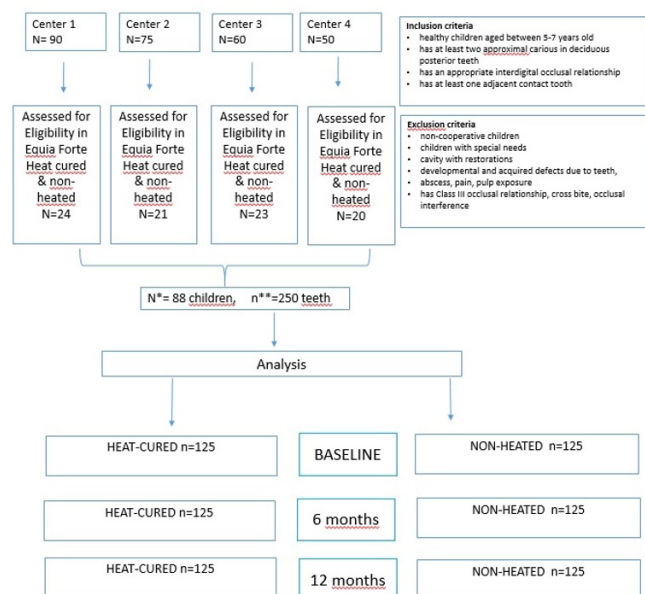 Center 1
N= 90
Center 2
N=75
Center 3
N=60
Center 4
N=50
Inclusion criteria
• healthy children aged between 5-7 years old
• has at least two approximal carious in deciduous
posterior teeth
• has an appropriate interdigital occlusal relationship
• has at least one adjacent contact tooth
Assessed for
Eligibility in
Equia Forte
Heat cured
& non-
heated
N=24
Assessed for
Eligibility in
Equia Forte
Heat cured
& non-
heated
N=21
Assessed for
Eligibility in
Equia Forte
Heat cured
& non-
heated
N=23
Assessed for
Eligibility in
Equia Forte
Heat cured
& non-
heated
N=20
Exclusion criteria
• non-cooperative children
• children with special needs
• cavity with restorations
• developmental and acquired defects due to teeth,
• abscess, pain, pulp exposure
• has Class III occlusal relationship, cross bite, occlusal
interference
N*= 88 children, n**=250 teeth
Analysis
HEAT-CURED n=125
BASELINE
NON-HEATED n=125
HEAT-CURED n=125
6 months
NON-HEATED n=125
HEAT-CURED n=125
12 months
NON-HEATED n=125